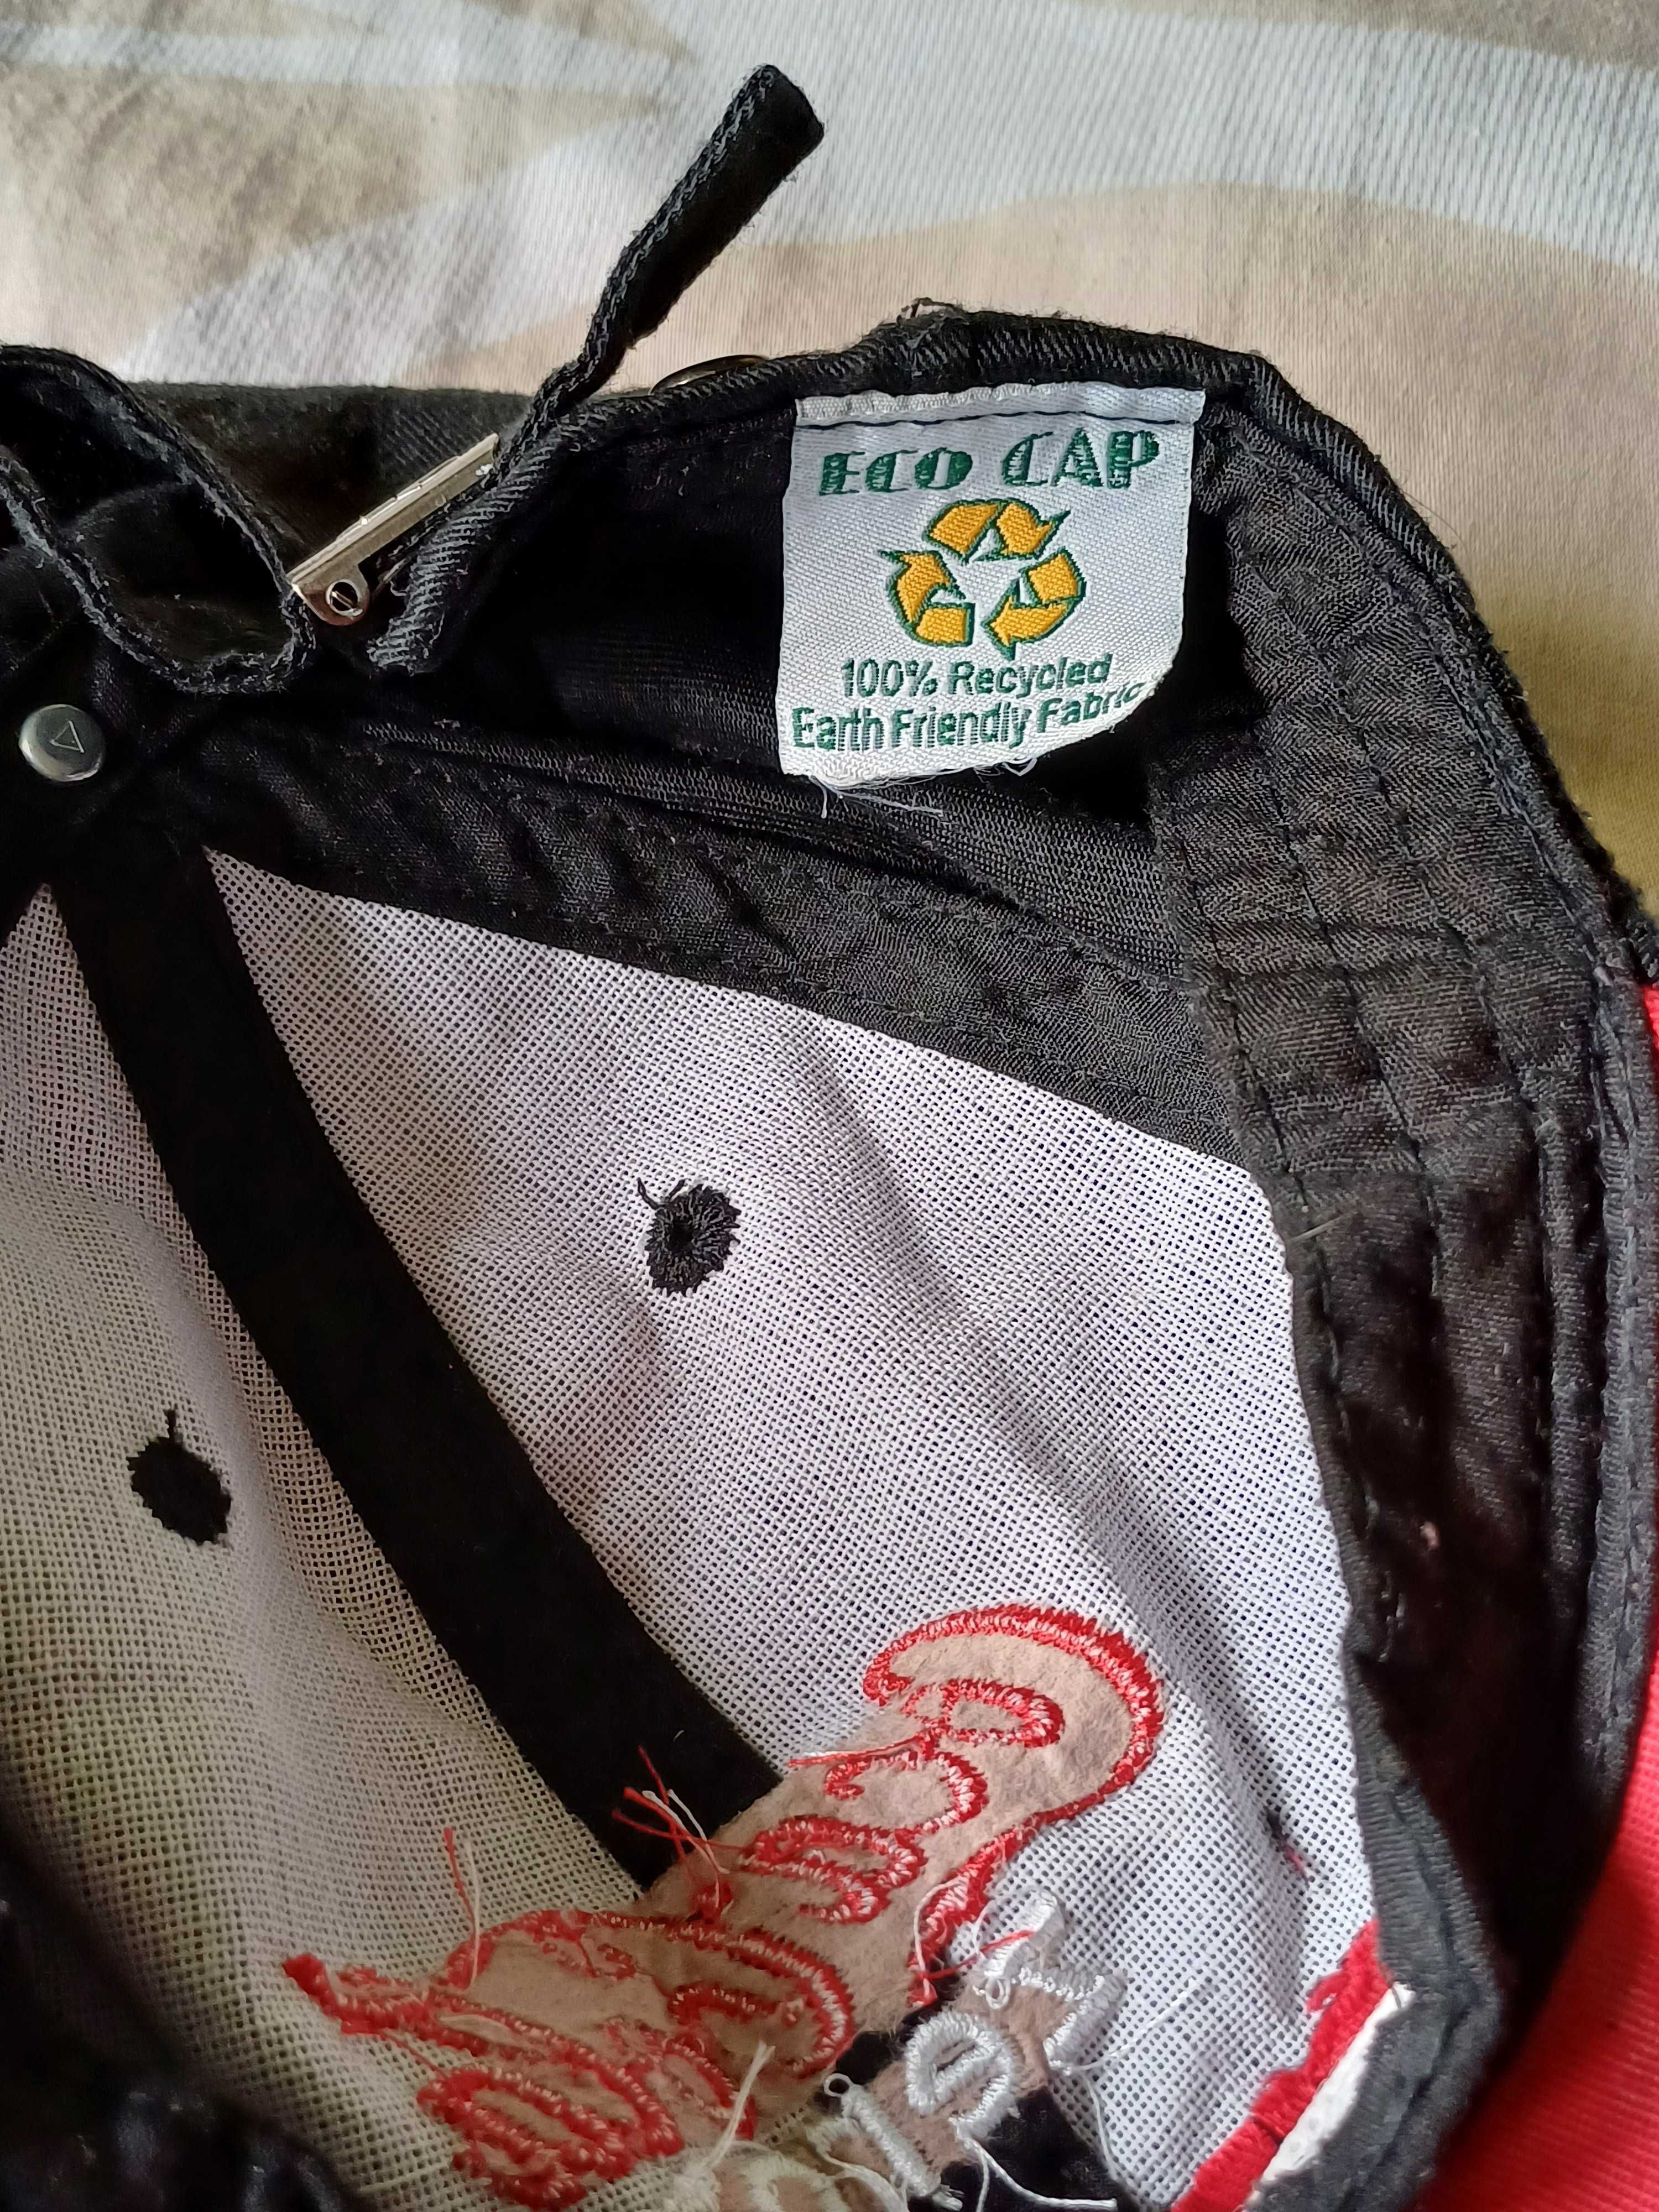 ECO CAP
100% Recycled
Earth Friendly Fabric